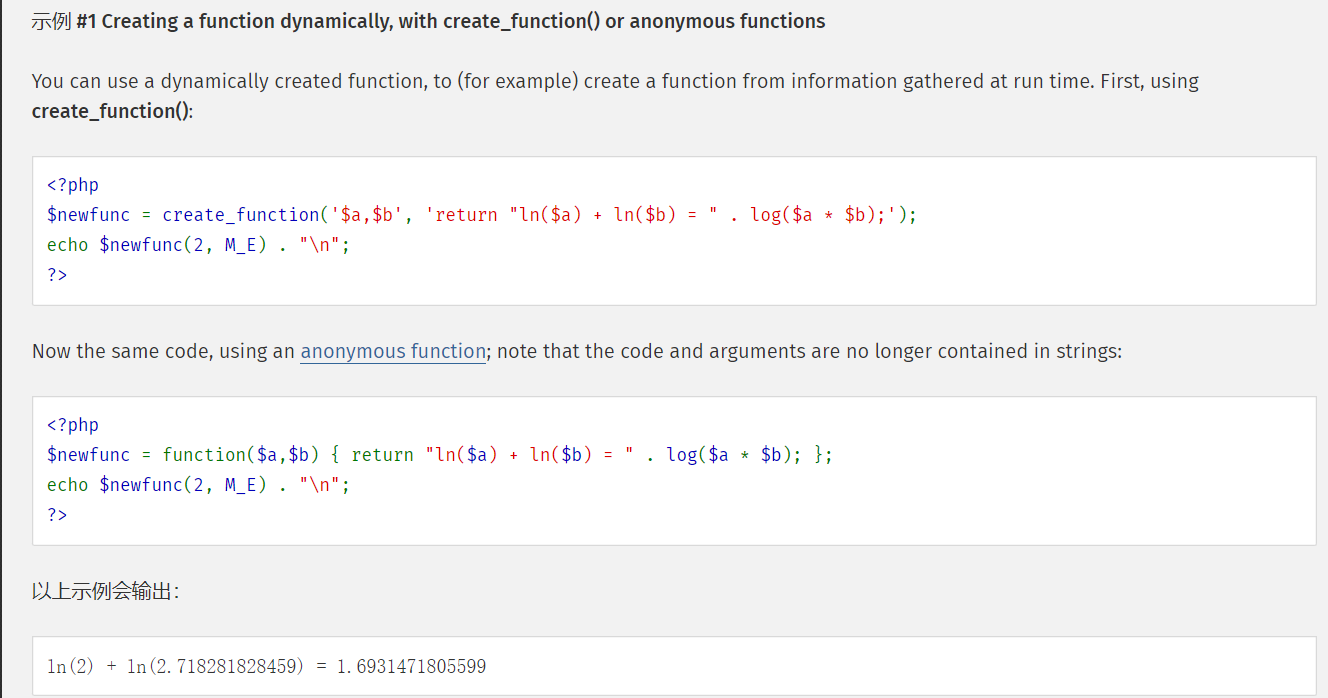 示例 #1 Creating a function dynamically, with create_function() or anonymous functions
You can use a dynamically created function, to (for example) create a function from information gathered at run time. First, using
create_function():
<?php
$newfunc = create_function('$a,$b', 'return "ln($a) + ln($b) = " . log($a * $b);');
echo $newfunc(2, M_E) . "\n";
?>
Now the same code, using an anonymous function; note that the code and arguments are no longer contained in strings:
<?php
$newfunc = function($a,$b) { return "ln($a) + ln($b) = " . log($a * $b); };
echo $newfunc(2, M_E) . "\n";
?>
以上示例会输出：
ln(2) + ln(2.718281828459) = 1.6931471805599